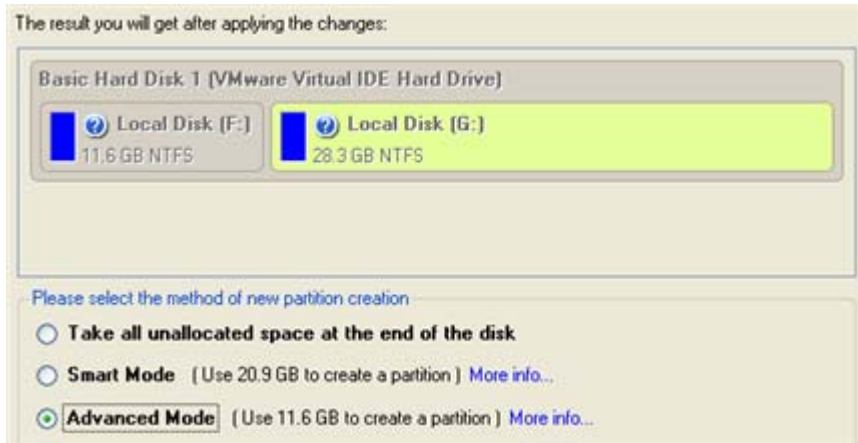 The result you will get after applying the changes:
Basic Hard Disk 1 (VMware Virtual IDE Hard Drive)
Local Disk (F:) Local Disk (G:)
11.6 GB NTFS 28.3 GB NTFS
Please select the method of new partition creation
Take all unallocated space at the end of the disk
Smart Mode ( Use 20.9 GB to create a partition ) More info...
Advanced Mode ( Use 11.6 GB to create a partition ) More info...